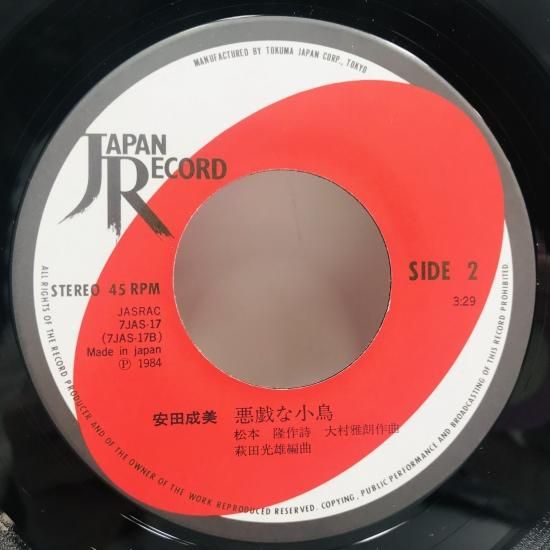 MANUFACTURED BY TOKUMA JAPAN CORP., TOKYO
JAPAN
RECORD
STEREO 45 RPM
SIDE 2
JASRAC
7JAS-17
(7JAS-17B)
Made in japan
Ⓟ 1984
3:29
安田成美 悪戯な小鳥
松本 隆作詩 大村雅朗作曲
萩田光雄編曲
ALL RIGHTS OF THE RECORD PRODUCER AND OF THE OWNER OF THE WORK REPRODUCED RESERVED. COPYING, PUBLIC PERFORMANCE AND BROADCASTING OF THIS RECORD PROHIBITED